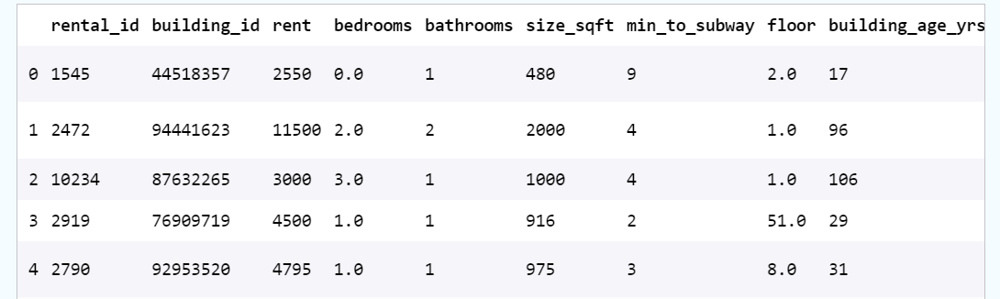 rental_id building_id rent bedrooms bathrooms size_sqft min_to_subway floor building_age_yrs
0 1545 44518357 2550 0.0 1 480 9 2.0 17
1 2472 94441623 11500 2.0 2 2000 4 1.0 96
2 10234 87632265 3000 3.0 1 1000 4 1.0 106
3 2919 76909719 4500 1.0 1 916 2 51.0 29
4 2790 92953520 4795 1.0 1 975 3 8.0 31